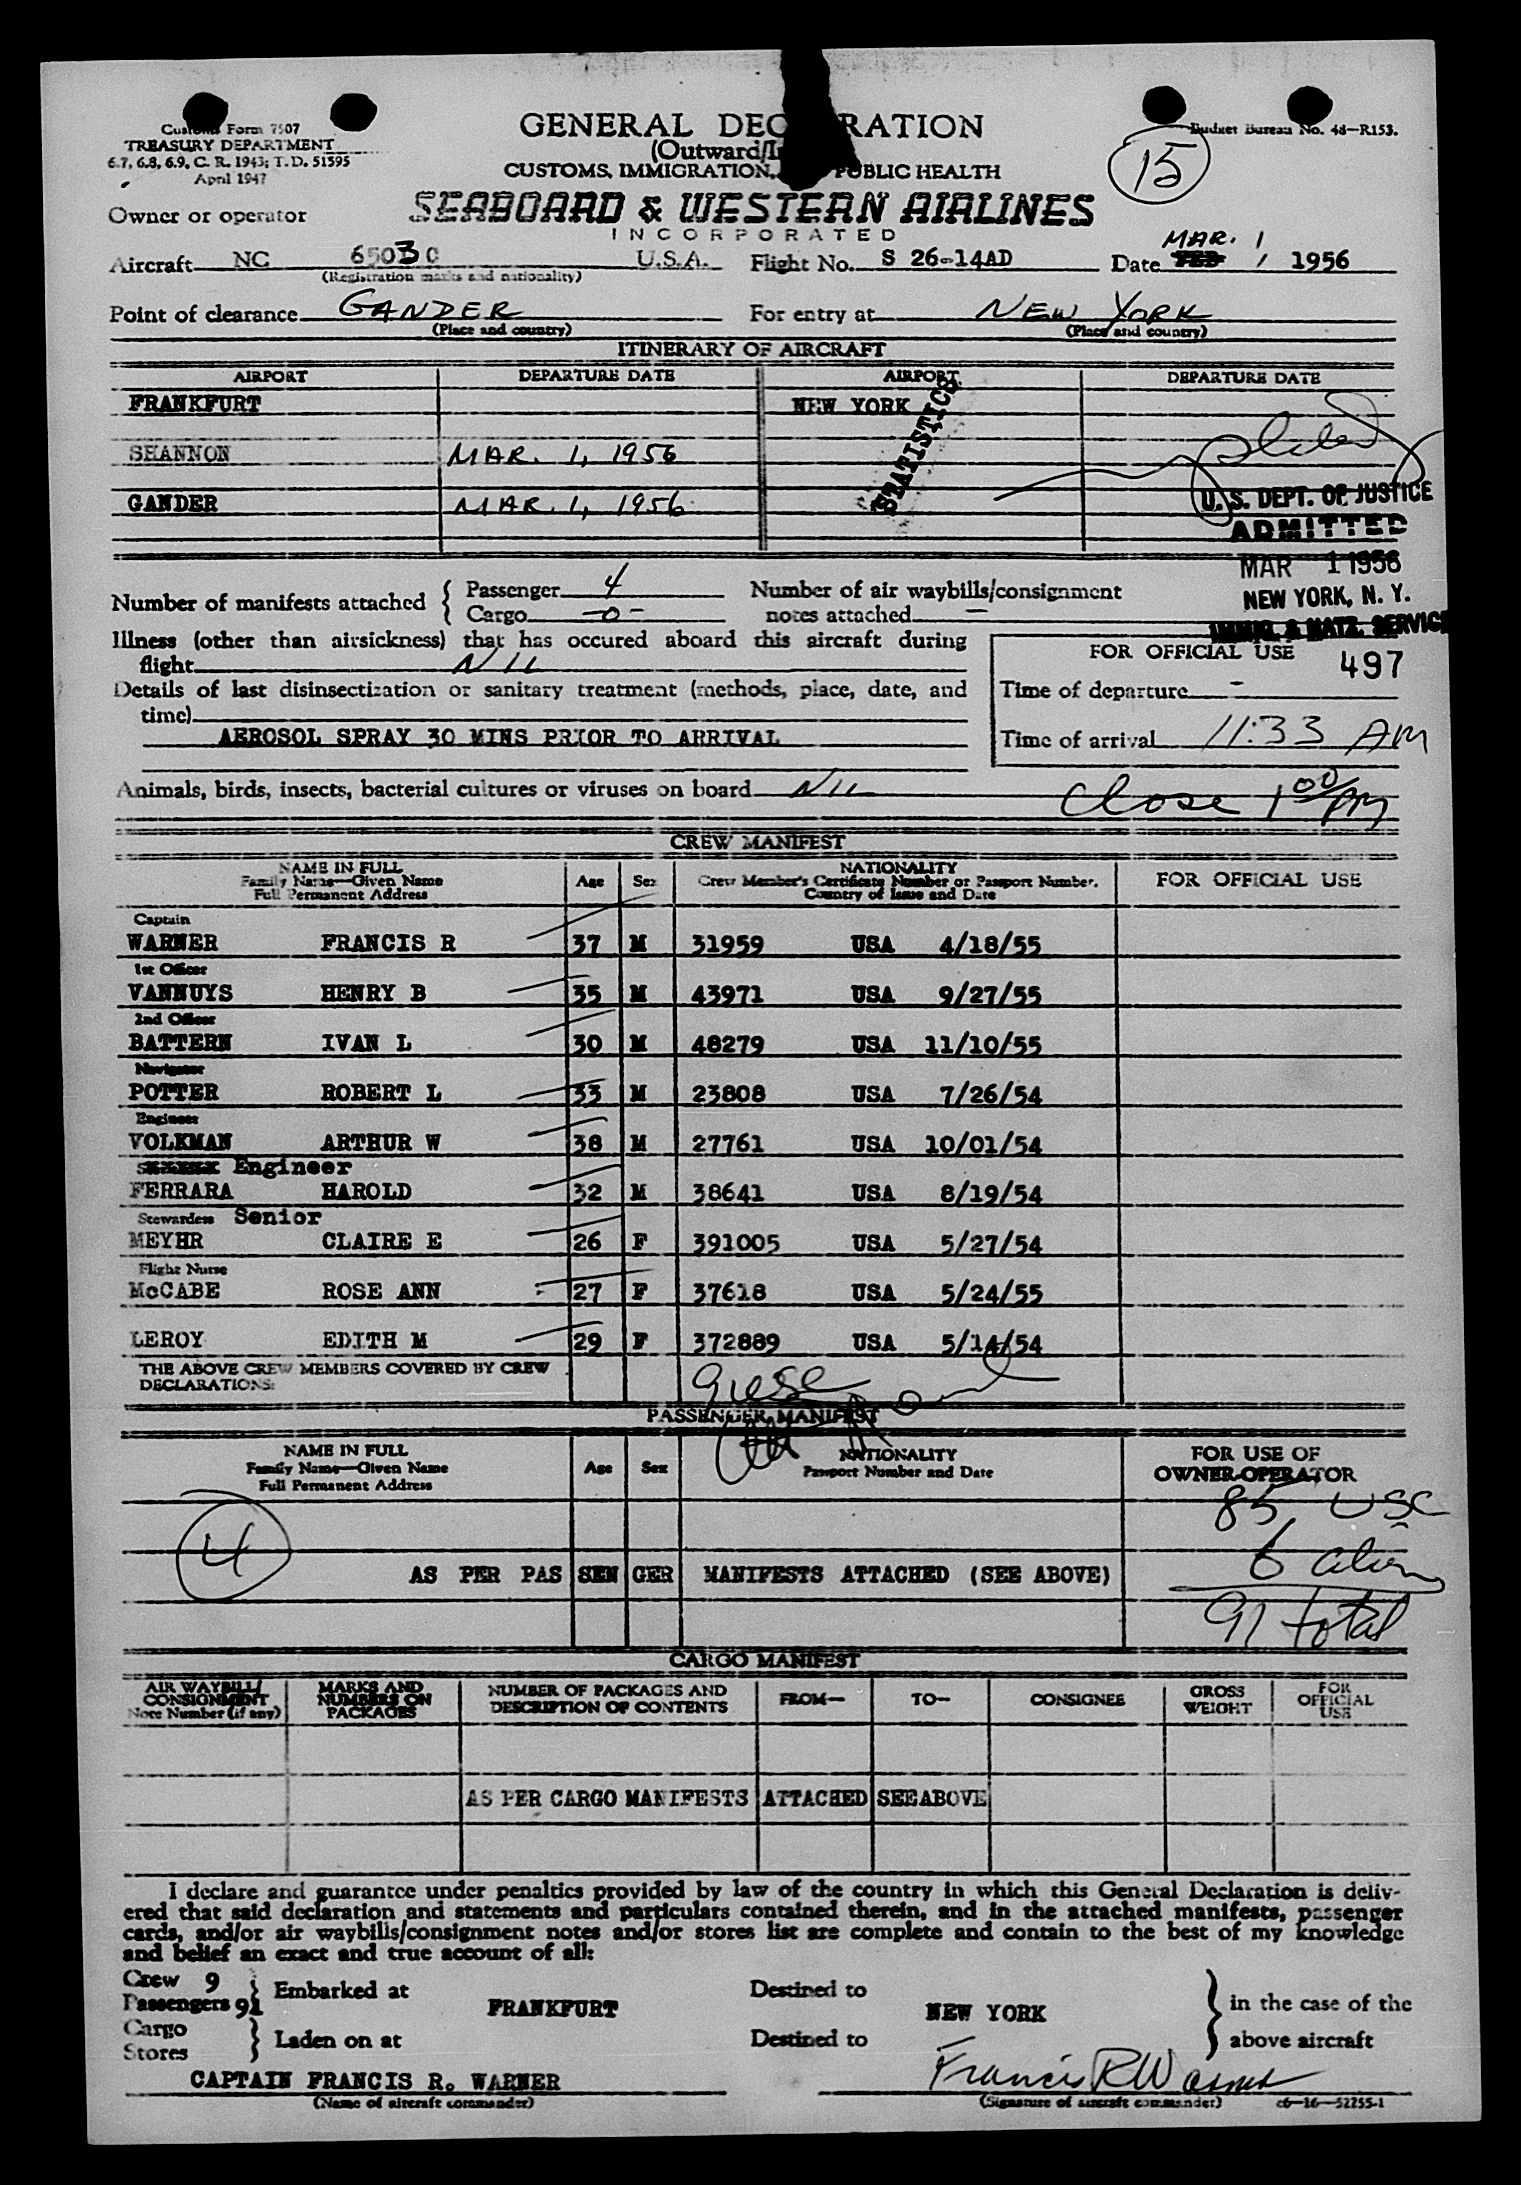 Customs Form 7507
TREASURY DEPARTMENT
6.7, 6.8, 6.9, C. R. 1943; T. D. 51595
April 1947
GENERAL DEC RATION
(Outward/I
CUSTOMS, IMMIGRATION, PUBLIC HEALTH
Budget Bureau No. 48-R153.
15
Owner or operator SEABOARD & WESTERN AIRLINES
INCORPORATED
Aircraft NC 65030 U.S.A. Flight No. S 26-14AD Date FEB MAR. 1 / 1956
(Registration marks and nationality)
Point of clearance GANDER For entry at NEW YORK
(Place and country) (Place and country)
ITINERARY OF AIRCRAFT
AIRPORT DEPARTURE DATE AIRPORT DEPARTURE DATE
FRANKFURT NEW YORK
STATISTICS
SHANNON MAR. 1, 1956
GANDER MAR. 1, 1956
U. S. DEPT. OF JUSTICE
ADMITTED
MAR 1 1956
NEW YORK, N. Y.
IMMIG. & NATZ. SERVICE
Number of manifests attached { Passenger 4
Cargo -0-
Number of air waybills/consignment
notes attached —
Illness (other than airsickness) that has occured aboard this aircraft during
flight NIL
Details of last disinsectization or sanitary treatment (methods, place, date, and
time)
AEROSOL SPRAY 30 MINS PRIOR TO ARRIVAL
FOR OFFICIAL USE 497
Time of departure -
Time of arrival 11:33 AM
Animals, birds, insects, bacterial cultures or viruses on board NIL
Close 1 00/PM
CREW MANIFEST
NAME IN FULL
Family Name—Given Name
Full Permanent Address
Age Sex
NATIONALITY
Crew Member's Certificate Number or Passport Number,
Country of Issue and Date
FOR OFFICIAL USE
Captain
WARNER FRANCIS R 37 M 31959 USA 4/18/55
1st Officer
VANNUYS HENRY B 35 M 43971 USA 9/27/55
2nd Officer
BATTERN IVAN L 30 M 48279 USA 11/10/55
Navigator
POTTER ROBERT L 33 M 23808 USA 7/26/54
Engineer
VOLKMAN ARTHUR W 38 M 27761 USA 10/01/54
Engineer
FERRARA HAROLD 32 M 38641 USA 8/19/54
Stewardess Senior
MEYHR CLAIRE E 26 F 391005 USA 5/27/54
Flight Nurse
McCABE ROSE ANN 27 F 37618 USA 5/24/55
LEROY EDITH M 29 F 372889 USA 5/14/54
THE ABOVE CREW MEMBERS COVERED BY CREW
DECLARATIONS:
PASSENGER MANIFEST
NAME IN FULL
Family Name—Given Name
Full Permanent Address
Age Sex
NATIONALITY
Passport Number and Date
FOR USE OF
OWNER-OPERATOR
85 USC
4
6 alien
AS PER PAS SEN GER MANIFESTS ATTACHED (SEE ABOVE)
91 total
CARGO MANIFEST
AIR WAYBILL/
CONSIGNMENT
Note Number (if any)
MARKS AND
NUMBERS ON
PACKAGES
NUMBER OF PACKAGES AND
DESCRIPTION OF CONTENTS
FROM— TO— CONSIGNEE
GROSS
WEIGHT
FOR
OFFICIAL
USE
AS PER CARGO MANIFESTS ATTACHED SEE ABOVE
I declare and guarantee under penalties provided by law of the country in which this General Declaration is deliv-
ered that said declaration and statements and particulars contained therein, and in the attached manifests, passenger
cards, and/or air waybills/consignment notes and/or stores list are complete and contain to the best of my knowledge
and belief an exact and true account of all:
Crew 9
Passengers 91 } Embarked at FRANKFURT Destined to NEW YORK } in the case of the
Cargo
Stores } Laden on at Destined to above aircraft
CAPTAIN FRANCIS R. WARNER Francis R Warner
(Name of aircraft commander) (Signature of aircraft commander) c6—16—52255-1